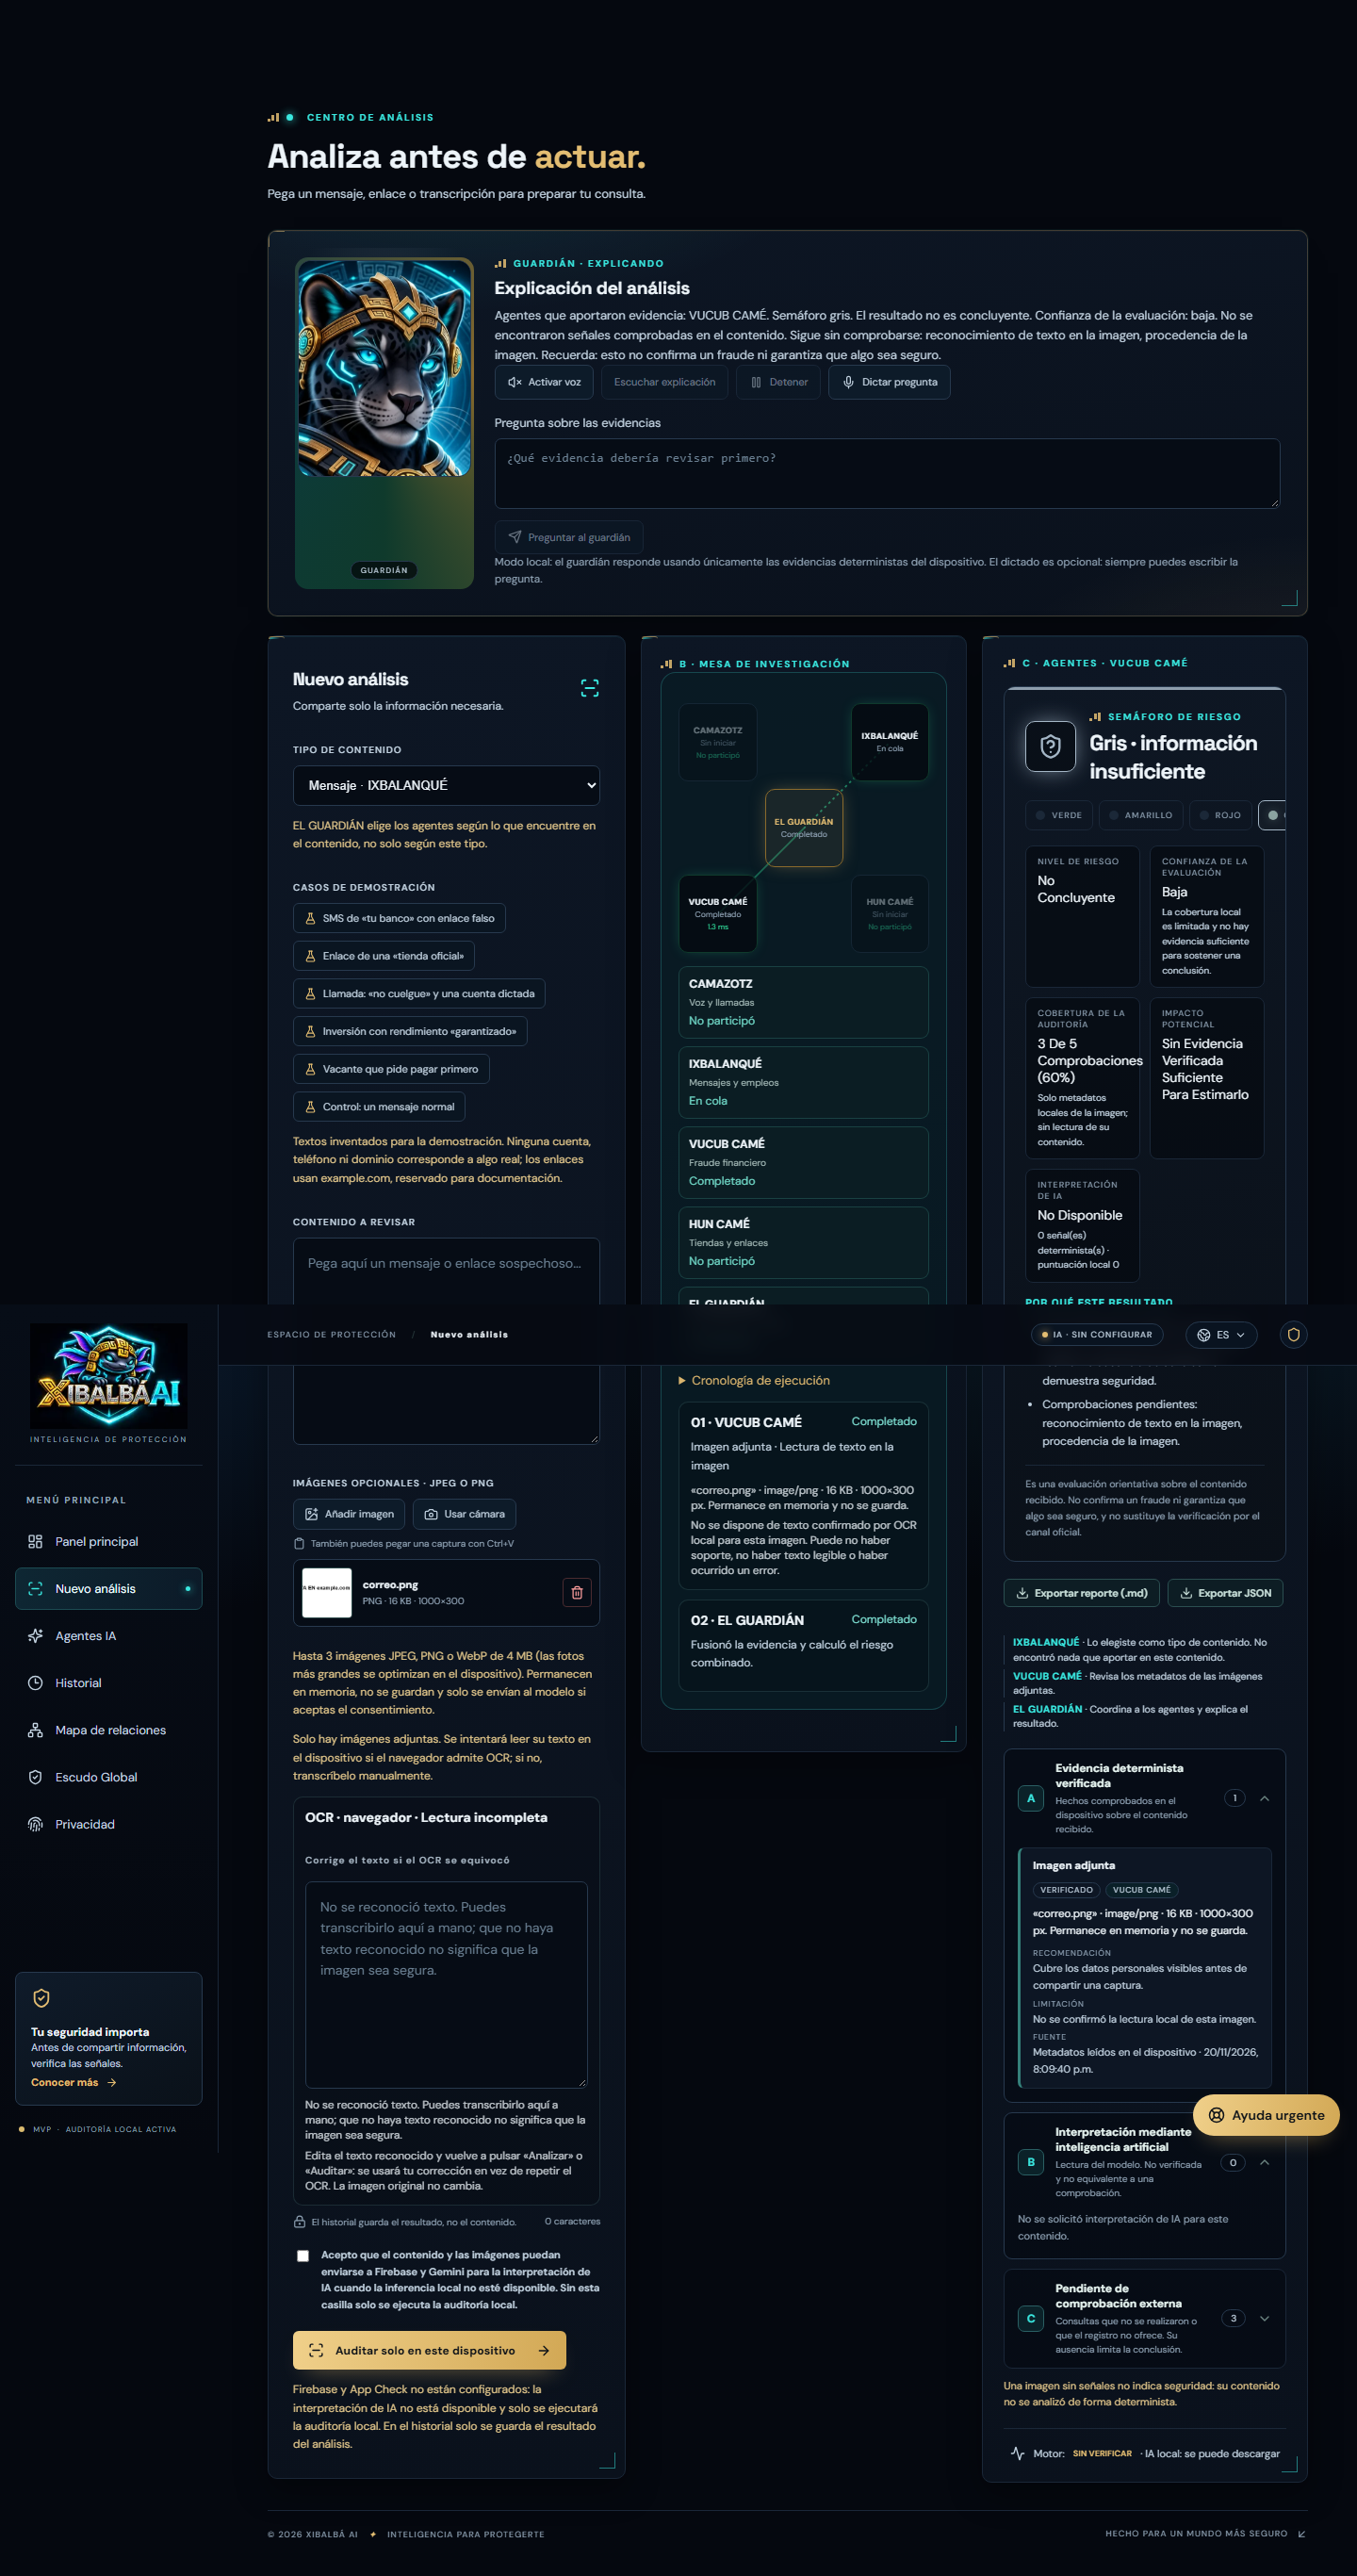 CENTRO DE ANÁLISIS
Analiza antes de actuar.
Pega un mensaje, enlace o transcripción para preparar tu consulta.
GUARDIÁN
GUARDIÁN · EXPLICANDO
Explicación del análisis
Agentes que aportaron evidencia: VUCUB CAMÉ. Semáforo gris. El resultado no es concluyente. Confianza de la evaluación: baja. No se
encontraron señales comprobadas en el contenido. Sigue sin comprobarse: reconocimiento de texto en la imagen, procedencia de la
imagen. Recuerda: esto no confirma un fraude ni garantiza que algo sea seguro.
Activar voz
Escuchar explicación
Detener
Dictar pregunta
Pregunta sobre las evidencias
¿Qué evidencia debería revisar primero?
Preguntar al guardián
Modo local: el guardián responde usando únicamente las evidencias deterministas del dispositivo. El dictado es opcional: siempre puedes escribir la
pregunta.
Nuevo análisis
Comparte solo la información necesaria.
TIPO DE CONTENIDO
Mensaje · IXBALANQUÉ
EL GUARDIÁN elige los agentes según lo que encuentre en
el contenido, no solo según este tipo.
CASOS DE DEMOSTRACIÓN
SMS de «tu banco» con enlace falso
Enlace de una «tienda oficial»
Llamada: «no cuelgue» y una cuenta dictada
Inversión con rendimiento «garantizado»
Vacante que pide pagar primero
Control: un mensaje normal
Textos inventados para la demostración. Ninguna cuenta,
teléfono ni dominio corresponde a algo real; los enlaces
usan example.com, reservado para documentación.
CONTENIDO A REVISAR
Pega aquí un mensaje o enlace sospechoso...
B · MESA DE INVESTIGACIÓN
CAMAZOTZ
Sin iniciar
No participó
IXBALANQUÉ
En cola
EL GUARDIÁN
Completado
VUCUB CAMÉ
Completado
1.3 ms
HUN CAMÉ
Sin iniciar
No participó
CAMAZOTZ
Voz y llamadas
No participó
IXBALANQUÉ
Mensajes y empleos
En cola
VUCUB CAMÉ
Fraude financiero
Completado
HUN CAMÉ
Tiendas y enlaces
No participó
EL GUARDIÁN
C · AGENTES · VUCUB CAMÉ
SEMÁFORO DE RIESGO
Gris · información
insuficiente
VERDE
AMARILLO
ROJO
NIVEL DE RIESGO
No
Concluyente
CONFIANZA DE LA
EVALUACIÓN
Baja
La cobertura local
es limitada y no hay
evidencia suficiente
para sostener una
conclusión.
COBERTURA DE LA
AUDITORÍA
3 De 5
Comprobaciones
(60%)
Solo metadatos
locales de la imagen;
sin lectura de su
contenido.
IMPACTO
POTENCIAL
Sin Evidencia
Verificada
Suficiente
Para Estimarlo
INTERPRETACIÓN
DE IA
No Disponible
0 señal(es)
determinista(s) ·
puntuación local 0
POR QUÉ ESTE RESULTADO
XIBALBÁ AI
INTELIGENCIA DE PROTECCIÓN
ESPACIO DE PROTECCIÓN / Nuevo análisis
IA · SIN CONFIGURAR
ES
MENÚ PRINCIPAL
Panel principal
Nuevo análisis
Agentes IA
Historial
Mapa de relaciones
Escudo Global
Privacidad
Tu seguridad importa
Antes de compartir información,
verifica las señales.
Conocer más
MVP · AUDITORÍA LOCAL ACTIVA
IMÁGENES OPCIONALES · JPEG O PNG
Añadir imagen
Usar cámara
También puedes pegar una captura con Ctrl+V
A EN example.com
correo.png
PNG · 16 KB · 1000×300
Hasta 3 imágenes JPEG, PNG o WebP de 4 MB (las fotos
más grandes se optimizan en el dispositivo). Permanecen
en memoria, no se guardan y solo se envían al modelo si
aceptas el consentimiento.
Solo hay imágenes adjuntas. Se intentará leer su texto en
el dispositivo si el navegador admite OCR; si no,
transcríbelo manualmente.
OCR · navegador · Lectura incompleta
Corrige el texto si el OCR se equivocó
No se reconoció texto. Puedes
transcribirlo aquí a mano; que no haya
texto reconocido no significa que la
imagen sea segura.
No se reconoció texto. Puedes transcribirlo aquí a
mano; que no haya texto reconocido no significa que la
imagen sea segura.
Edita el texto reconocido y vuelve a pulsar «Analizar» o
«Auditar»: se usará tu corrección en vez de repetir el
OCR. La imagen original no cambia.
El historial guarda el resultado, no el contenido.
0 caracteres
Acepto que el contenido y las imágenes puedan
enviarse a Firebase y Gemini para la interpretación de
IA cuando la inferencia local no esté disponible. Sin esta
casilla solo se ejecuta la auditoría local.
Auditar solo en este dispositivo
Firebase y App Check no están configurados: la
interpretación de IA no está disponible y solo se ejecutará
la auditoría local. En el historial solo se guarda el resultado
del análisis.
Cronología de ejecución
01 · VUCUB CAMÉ
Completado
Imagen adjunta · Lectura de texto en la
imagen
«correo.png» · image/png · 16 KB · 1000×300
px. Permanece en memoria y no se guarda.
No se dispone de texto confirmado por OCR
local para esta imagen. Puede no haber
soporte, no haber texto legible o haber
ocurrido un error.
02 · EL GUARDIÁN
Completado
Fusionó la evidencia y calculó el riesgo
combinado.
demuestra seguridad.
• Comprobaciones pendientes:
reconocimiento de texto en la imagen,
procedencia de la imagen.
Es una evaluación orientativa sobre el contenido
recibido. No confirma un fraude ni garantiza que
algo sea seguro, y no sustituye la verificación por el
canal oficial.
Exportar reporte (.md)
Exportar JSON
IXBALANQUÉ · Lo elegiste como tipo de contenido. No
encontró nada que aportar en este contenido.
VUCUB CAMÉ · Revisa los metadatos de las imágenes
adjuntas.
EL GUARDIÁN · Coordina a los agentes y explica el
resultado.
A
Evidencia determinista
verificada
Hechos comprobados en el
dispositivo sobre el contenido
recibido.
1
Imagen adjunta
VERIFICADO
VUCUB CAMÉ
«correo.png» · image/png · 16 KB · 1000×300
px. Permanece en memoria y no se guarda.
RECOMENDACIÓN
Cubre los datos personales visibles antes de
compartir una captura.
LIMITACIÓN
No se confirmó la lectura local de esta imagen.
FUENTE
Metadatos leídos en el dispositivo · 20/11/2026,
8:09:40 p.m.
Ayuda urgente
B
Interpretación mediante
inteligencia artificial
Lectura del modelo. No verificada
y no equivalente a una
comprobación.
0
No se solicitó interpretación de IA para este
contenido.
C
Pendiente de
comprobación externa
Consultas que no se realizaron o
que el registro no ofrece. Su
ausencia limita la conclusión.
3
Una imagen sin señales no indica seguridad: su contenido
no se analizó de forma determinista.
Motor: SIN VERIFICAR · IA local: se puede descargar
© 2026 XIBALBÁ AI
INTELIGENCIA PARA PROTEGERTE
HECHO PARA UN MUNDO MÁS SEGURO